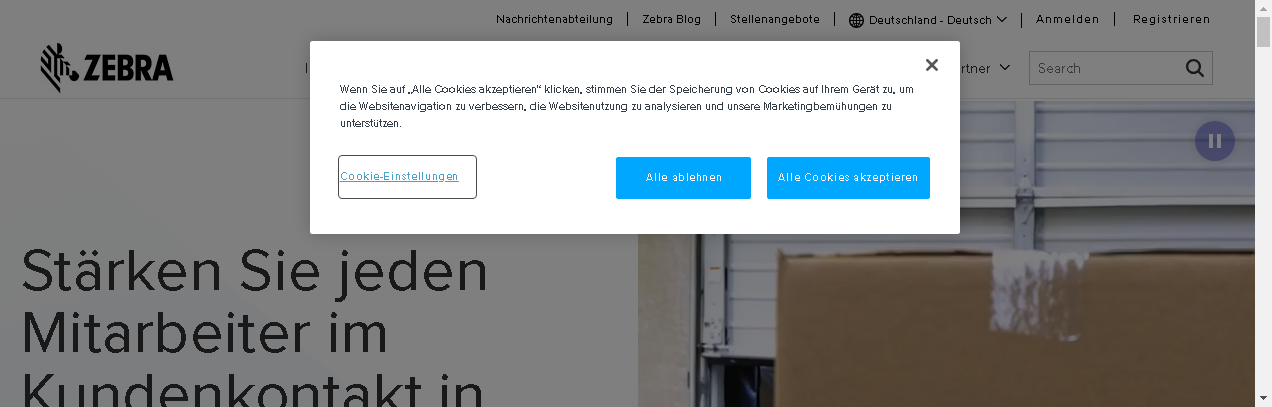 Nachrichtenabteilung
Zebra Blog
Stellenangebote
Deutschland - Deutsch
Anmelden
Registrieren
ZEBRA
rtner
Search
Wenn Sie auf „Alle Cookies akzeptieren“ klicken, stimmen Sie der Speicherung von Cookies auf Ihrem Gerät zu, um
die Websitenavigation zu verbessern, die Websitenutzung zu analysieren und unsere Marketingbemühungen zu
unterstützen.
Cookie-Einstellungen
Alle ablehnen
Alle Cookies akzeptieren
Stärken Sie jeden
Mitarbeiter im
Kundenkontakt in